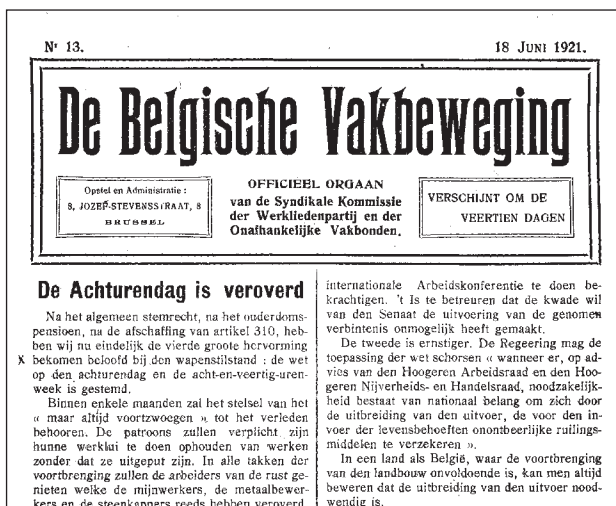 Nr 13.
18 JUNI 1921.
De Belgische Vakbeweging
Opstel en Administratie :
8, JOZEF-STEVENSSTRAAT, 8
BRUSSEL
OFFICIEEL ORGAAN
van de Syndikale Kommissie
der Werkliedenpartij en der
Onafhankelijke Vakbonden.
VERSCHIJNT OM DE
VEERTIEN DAGEN
De Achturendag is veroverd
Na het algemeen stemrecht, na het ouderdoms-
pensioen, na de afschaffing van artikel 310, heb-
ben wij nu eindelijk de vierde groote hervorming
bekomen beloofd bij den wapenstilstand : de wet
op den achturendag en de acht-en-veertig-uren-
week is gestemd.
Binnen enkele maanden zal het stelsel van het
« maar altijd voortzwoegen » tot het verleden
behooren. De patroons zullen verplicht zijn
hunne werklui te doen ophouden van werken
zonder dat ze uitgeput zijn. In alle takken der
voortbrenging zullen de arbeiders van de rust ge-
nieten welke de mijnwerkers, de metaalbewer-
kers en de steenkappers reeds hebben veroverd.
internationale Arbeidskonferentie te doen be-
krachtigen. 't Is te betreuren dat de kwade wil
van den Senaat de uitvoering van de genomen
verbintenis onmogelijk heeft gemaakt.
De tweede is ernstiger. De Regeering mag de
toepassing der wet schorsen « wanneer er, op ad-
vies van den Hoogeren Arbeidsraad en den Hoo-
geren Nijverheids- en Handelsraad, noodzakelijk-
heid bestaat van nationaal belang om zich door
de uitbreiding van den uitvoer, de voor den in-
voer der levensbehoeften onontbeerlijke ruilings-
middelen te verzekeren ».
In een land als België, waar de voortbrenging
van den landbouw onvoldoende is, kan men altijd
beweren dat de uitbreiding van den uitvoer nood-
wendig is.